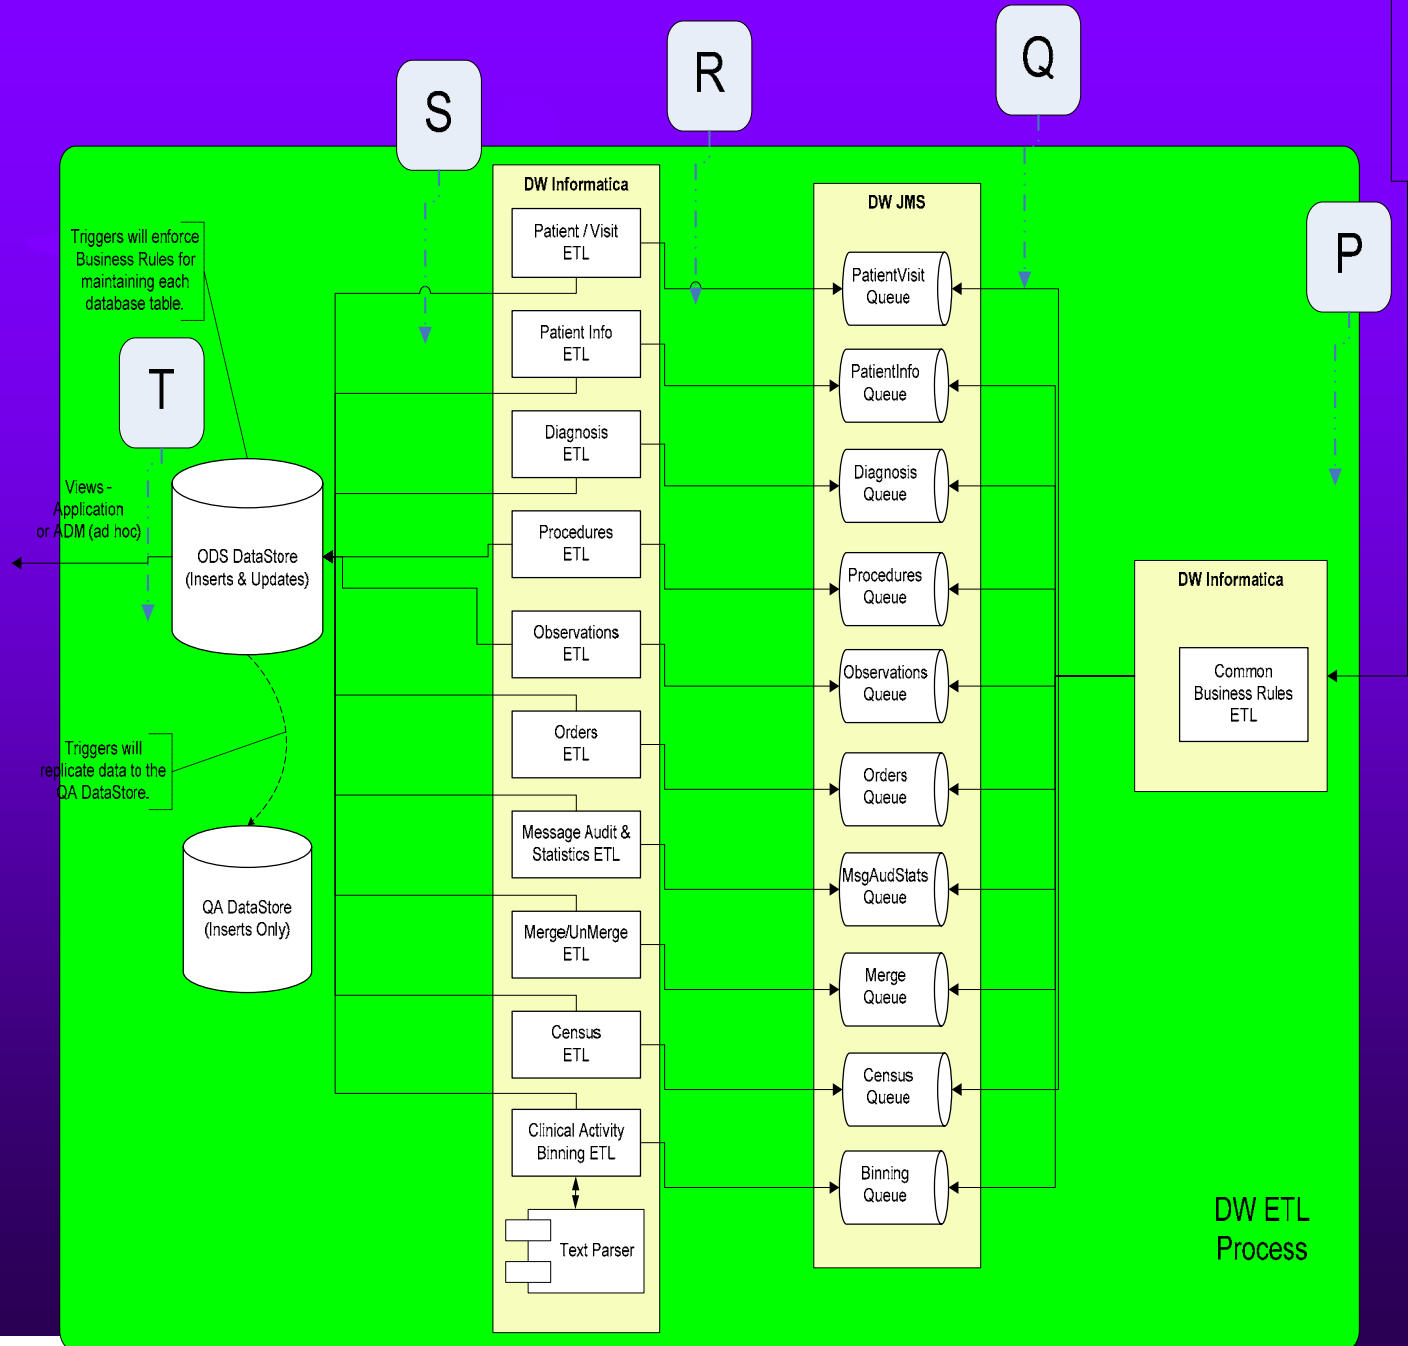 Q
R
S
P
DW Informatica
Patient / Visit
ETL
Patient Info
ETL
Diagnosis
ETL
Procedures
ETL
Observations
ETL
Orders
ETL
Message Audit &
Statistics ETL
Merge/UnMerge
ETL
Census
ETL
Clinical Activity
Binning ETL
Text Parser
DW JMS
PatientVisit
Queue
PatientInfo
Queue
Diagnosis
Queue
Procedures
Queue
Observations
Queue
Orders
Queue
MsgAudStats
Queue
Merge
Queue
Census
Queue
Binning
Queue
DW Informatica
Common
Business Rules
ETL
Triggers will enforce
Business Rules for
maintaining each
database table.
T
Views -
Application
or ADM (ad hoc)
ODS DataStore
(Inserts & Updates)
Triggers will
replicate data to the
QA DataStore.
QA DataStore
(Inserts Only)
DW ETL
Process